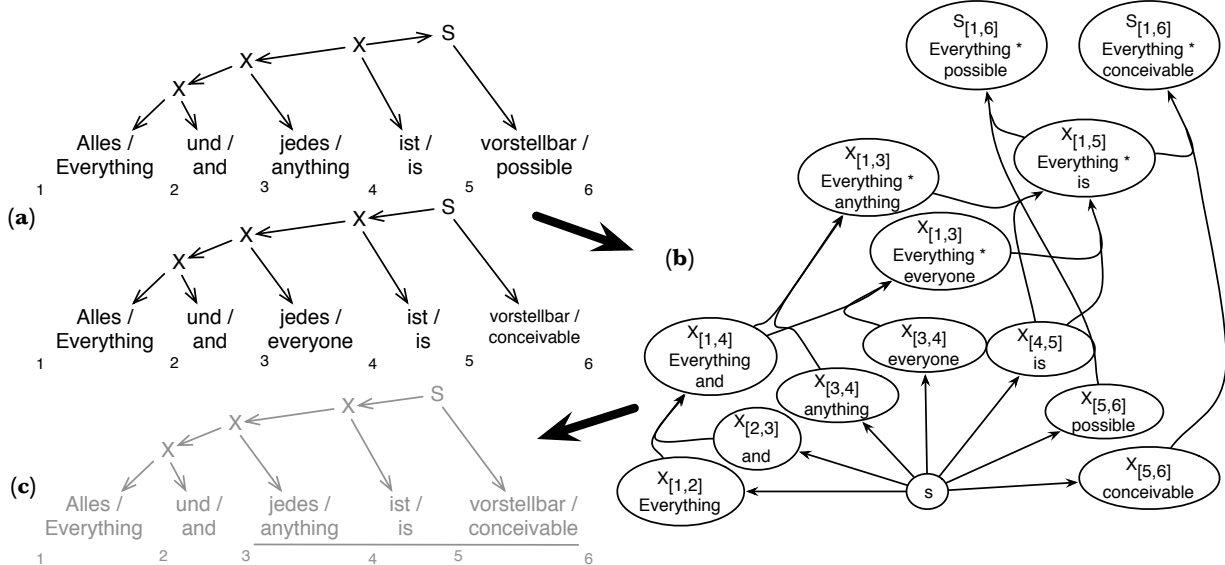 S
X
X
X
Alles / und / jedes / ist / vorstellbar /
Everything and anything is possible
1 2 3 4 5 6
(a)
S
X
X
X
Alles / und / jedes / ist / vorstellbar /
Everything and everyone is conceivable
1 2 3 4 5 6
S
X
X
X
(c)
Alles / und / jedes / ist / vorstellbar /
Everything and anything is conceivable
1 2 3 4 5 6
(b)
S[1,6]
Everything *
possible
S[1,6]
Everything *
conceivable
X[1,5]
Everything *
is
X[1,3]
Everything *
anything
X[1,3]
Everything *
everyone
X[1,4]
Everything
and
X[3,4]
everyone
X[4,5]
is
X[3,4]
anything
X[5,6]
possible
X[2,3]
and
X[1,2]
Everything
s
X[5,6]
conceivable